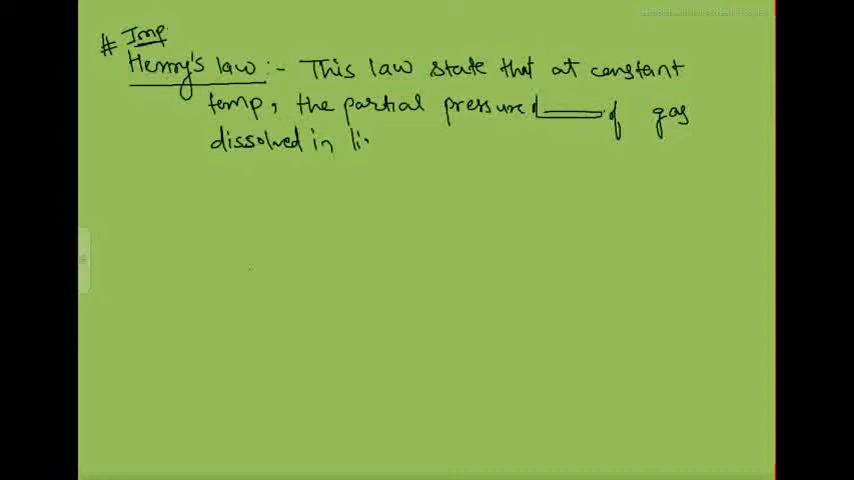 # Imp
Henry's law :- This law state that at constant
temp, the partial pressure of gas
dissolved in li